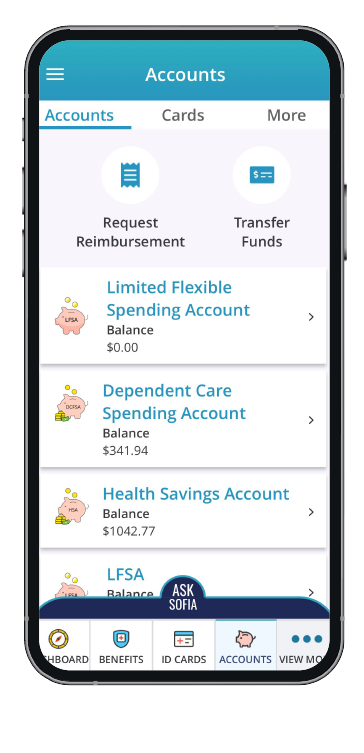 Accounts
Accounts Cards More
Request
Reimbursement
Transfer
Funds
Limited Flexible
Spending Account
Balance
$0.00
LFSA
Dependent Care
Spending Account
Balance
$341.94
DCFSA
Health Savings Account
Balance
$1042.77
HSA
LFSA
Balance
LFSA
ASK
SOFIA
HBOARD BENEFITS ID CARDS ACCOUNTS VIEW MO